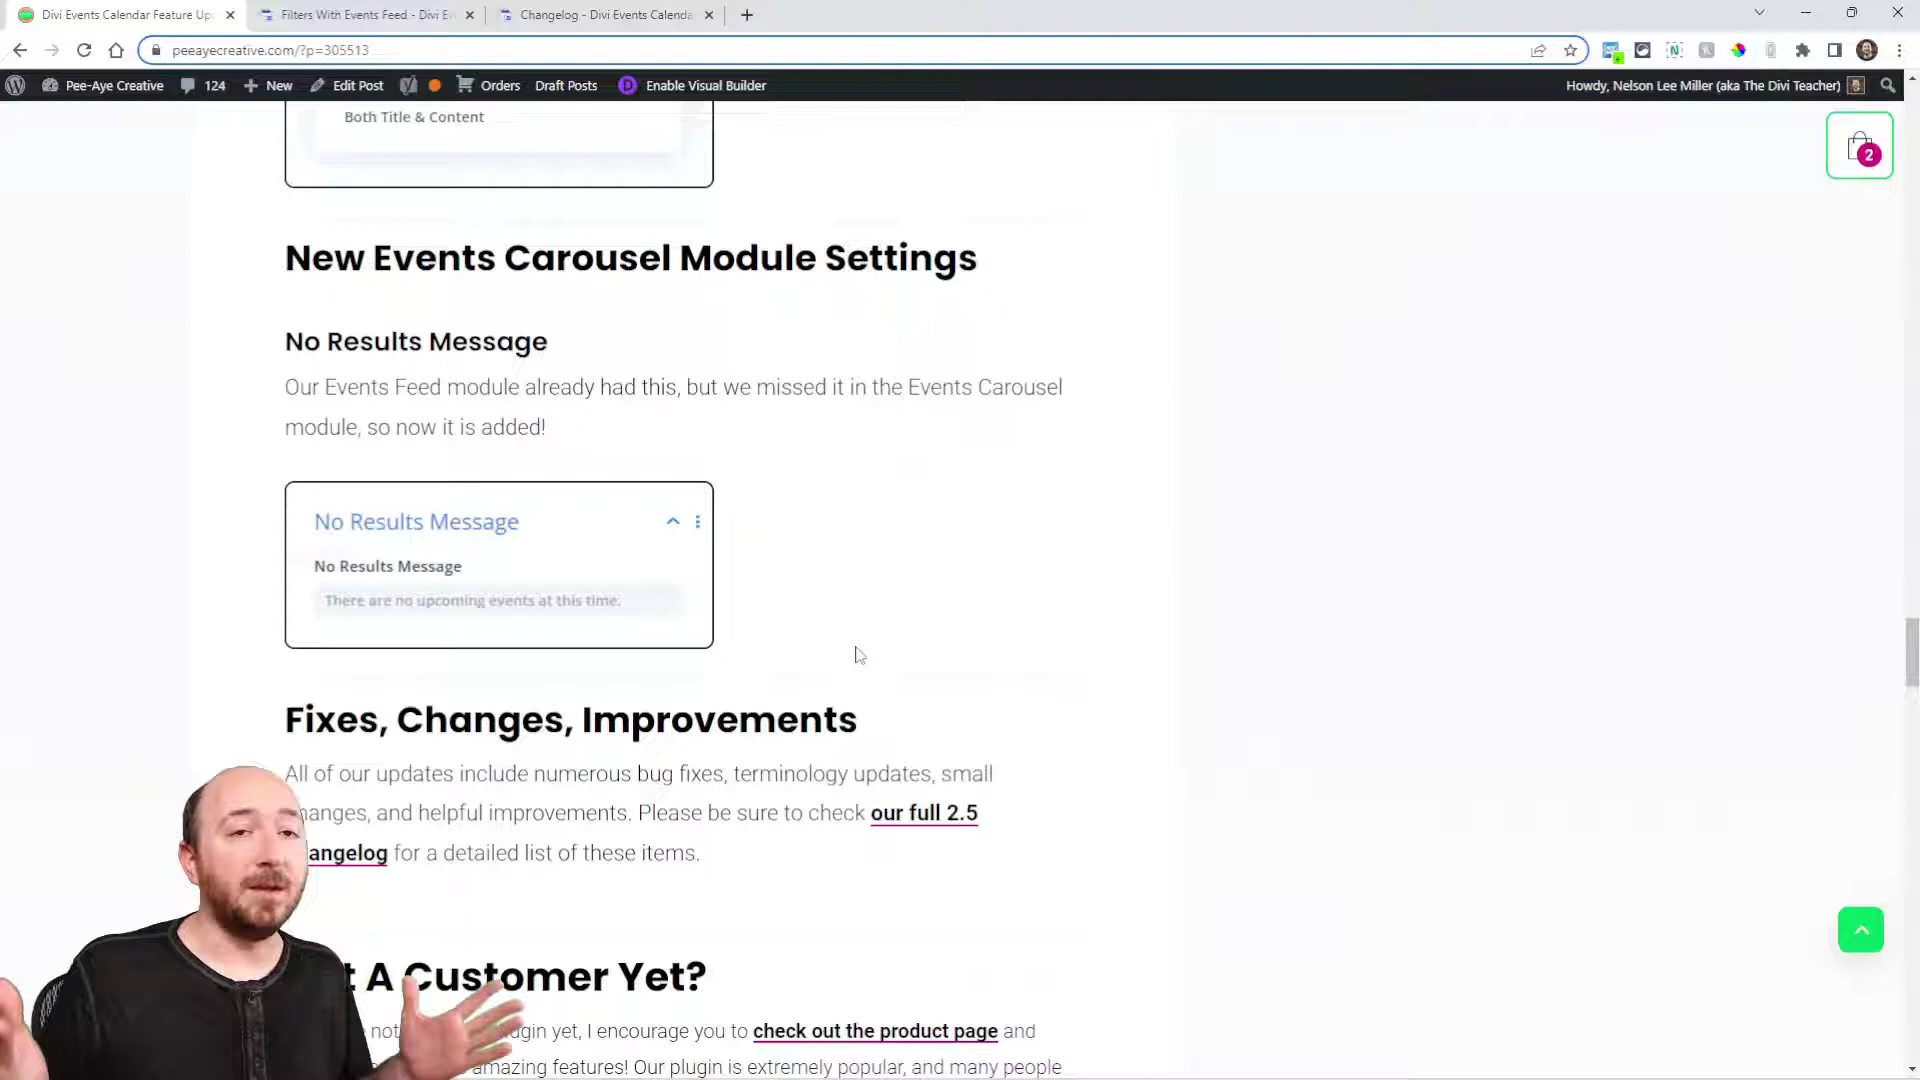 Divi Events Calendar Feature Up
Filters With Events Feed - Divi Ev
Changelog - Divi Events Calenda
peeayecreative.com/?p=305513
Pee-Aye Creative
124
New
Edit Post
Orders
Draft Posts
Enable Visual Builder
Howdy, Nelson Lee Miller (aka The Divi Teacher)
2
Both Title & Content
New Events Carousel Module Settings
No Results Message
Our Events Feed module already had this, but we missed it in the Events Carousel
module, so now it is added!
No Results Message
No Results Message
There are no upcoming events at this time.
Fixes, Changes, Improvements
All of our updates include numerous bug fixes, terminology updates, small
hanges, and helpful improvements. Please be sure to check our full 2.5
angelog for a detailed list of these items.
t A Customer Yet?
not gin yet, I encourage you to check out the product page and
amazing features! Our plugin is extremely popular, and many people